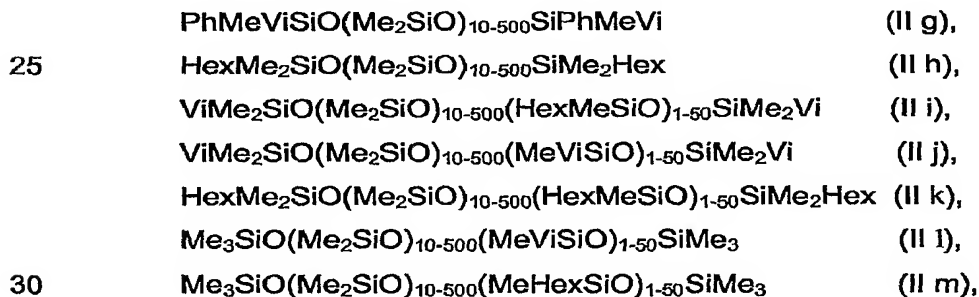 PhMeViSiO(Me₂SiO)₁₀₋₅₀₀SiPhMeVi (II g),
25 HexMe₂SiO(Me₂SiO)₁₀₋₅₀₀SiMe₂Hex (II h)
ViMe₂SiO(Me₂SiO)₁₀₋₅₀₀(HexMeSiO)₁₋₅₀SiMe₂Vi (II i),
ViMe₂SiO(Me₂SiO)₁₀₋₅₀₀(MeViSiO)₁₋₅₀SiMe₂Vi (II j),
HexMe₂SiO(Me₂SiO)₁₀₋₅₀₀(HexMeSiO)₁₋₅₀SiMe₂Hex (II k),
Me₃SiO(Me₂SiO)₁₀₋₅₀₀(MeViSiO)₁₋₅₀SiMe₃ (II l),
30 Me₃SiO(Me₂SiO)₁₀₋₅₀₀(MeHexSiO)₁₋₅₀SiMe₃ (II m),